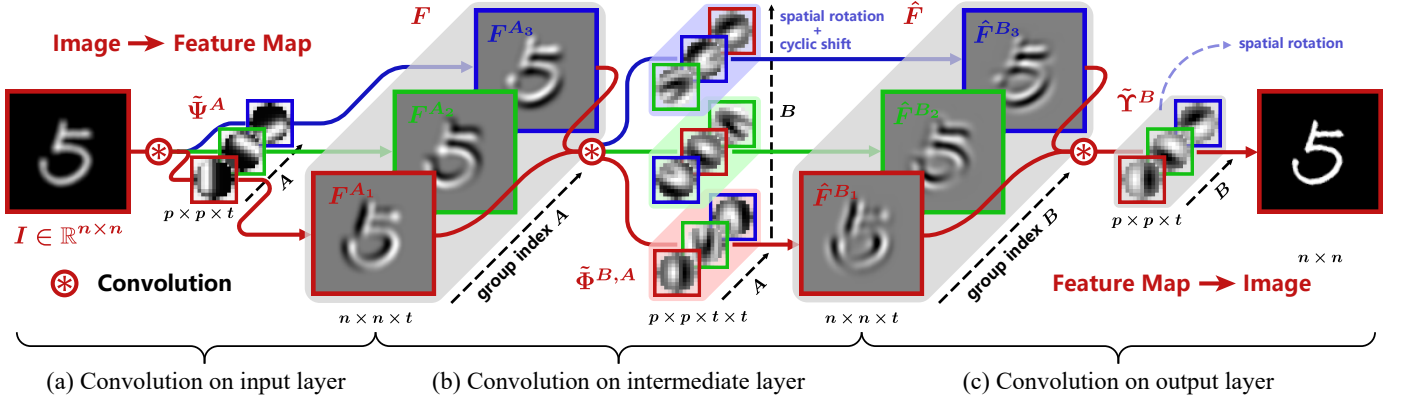 Image → Feature Map
I ∈ ℝ^{n×n}
Convolution
Ψ̃^A
A
p × p × t
F
F^{A_3}
F^{A_2}
F^{A_1}
group index A
n × n × t
spatial rotation
+
cyclic shift
B
Φ̃^{B,A}
A
p × p × t × t
F̂
F̂^{B_3}
F̂^{B_2}
F̂^{B_1}
group index B
n × n × t
Υ̃^B
spatial rotation
B
p × p × t
n × n
Feature Map → Image
(a) Convolution on input layer
(b) Convolution on intermediate layer
(c) Convolution on output layer